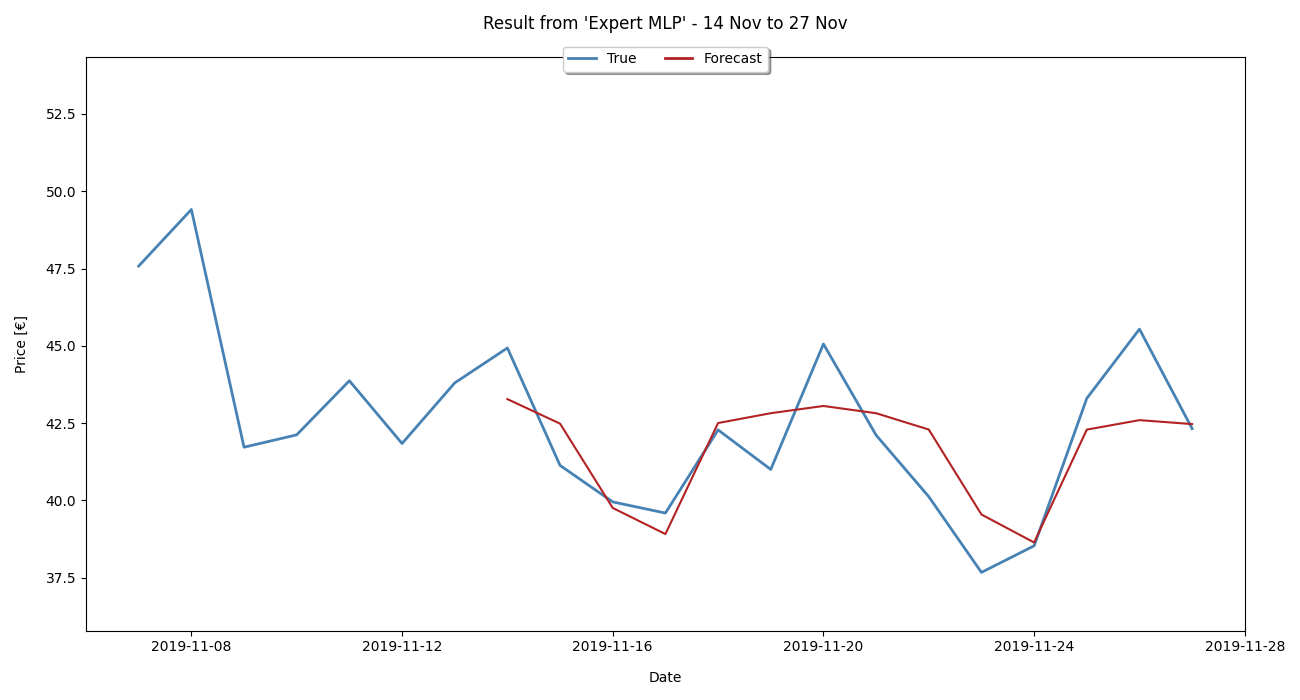 Result from 'Expert MLP' - 14 Nov to 27 Nov
True Forecast
52.5
50.0
47.5
45.0
42.5
40.0
37.5
Price [€]
2019-11-08 2019-11-12 2019-11-16 2019-11-20 2019-11-24 2019-11-28
Date